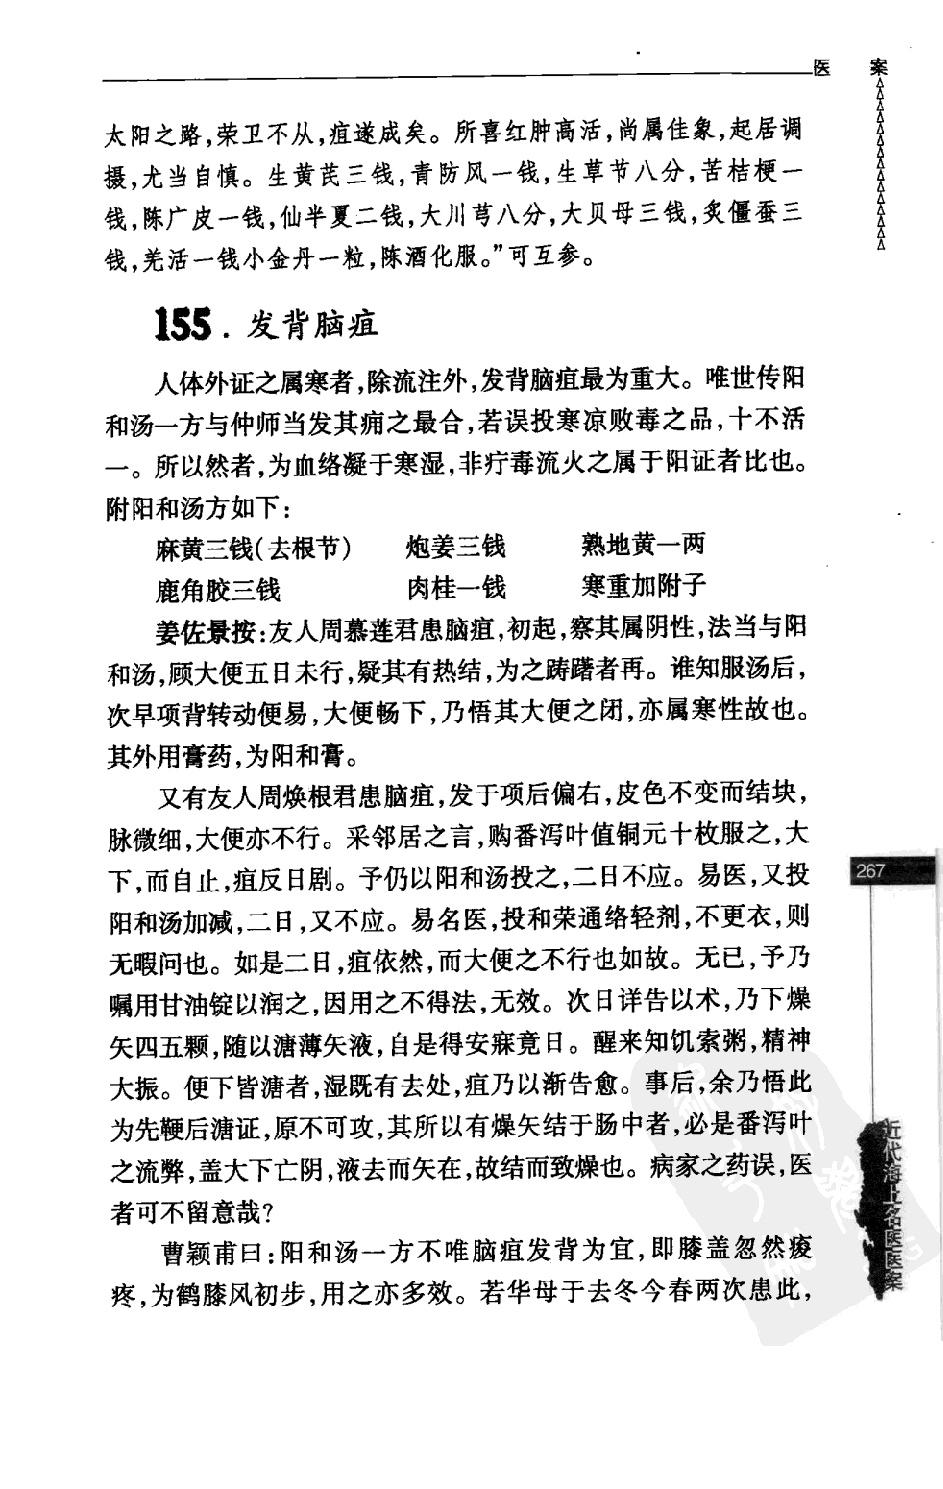 医 案
太阳之路,荣卫不从,疽遂成矣。所喜红肿高活,尚属佳象,起居调
摄,尤当自慎。生黄芪三钱,青防风一钱,生草节八分,苦桔梗一
钱,陈广皮一钱,仙半夏二钱,大川芎八分,大贝母三钱,炙僵蚕三
钱,羌活一钱小金丹一粒,陈酒化服。”可互参。
155．发背脑疽
人体外证之属寒者,除流注外,发背脑疽最为重大。唯世传阳
和汤一方与仲师当发其痈之最合,若误投寒凉败毒之品,十不活
一。所以然者,为血络凝于寒湿,非疔毒流火之属于阳证者比也。
附阳和汤方如下:
麻黄三钱(去根节) 炮姜三钱 熟地黄一两
鹿角胶三钱 肉桂一钱 寒重加附子
姜佐景按:友人周慕莲君患脑疽,初起,察其属阴性,法当与阳
和汤,顾大便五日未行,疑其有热结,为之踌躇者再。谁知服汤后,
次早项背转动便易,大便畅下,乃悟其大便之闭,亦属寒性故也。
其外用膏药,为阳和膏。
又有友人周焕根君患脑疽,发于项后偏右,皮色不变而结块,
脉微细,大便亦不行。采邻居之言,购番泻叶值铜元十枚服之,大
下,而自止,疽反日剧。予仍以阳和汤投之,二日不应。易医,又投
阳和汤加减,二日,又不应。易名医,投和荣通络轻剂,不更衣,则
无暇问也。如是二日,疽依然,而大便之不行也如故。无已,予乃
嘱用甘油锭以润之,因用之不得法,无效。次日详告以术,乃下燥
矢四五颗,随以溏薄矢液,自是得安寐竟日。醒来知饥索粥,精神
大振。便下皆溏者,湿既有去处,疽乃以渐告愈。事后,余乃悟此
为先鞕后溏证,原不可攻,其所以有燥矢结于肠中者,必是番泻叶
之流弊,盖大下亡阴,液去而矢在,故结而致燥也。病家之药误,医
者可不留意哉?
曹颖甫曰:阳和汤一方不唯脑疽发背为宜,即膝盖忽然痠
疼,为鹤膝风初步,用之亦多效。若华母于去冬今春两次患此,
267
近代海上名医医案